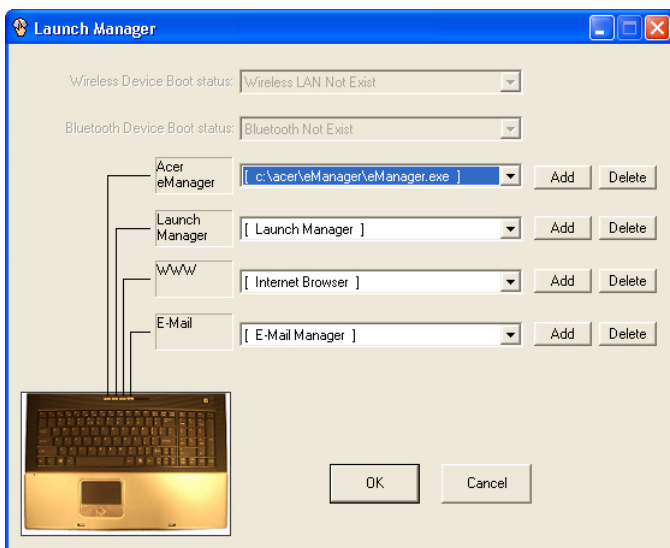 Launch Manager
Wireless Device Boot status: Wireless LAN Not Exist
Bluetooth Device Boot status: Bluetooth Not Exist
Acer
eManager
[ c:\acer\eManager\eManager.exe ]
Add Delete
Launch
Manager
[ Launch Manager ]
Add Delete
WWW
[ Internet Browser ]
Add Delete
E-Mail
[ E-Mail Manager ]
Add Delete
OK Cancel